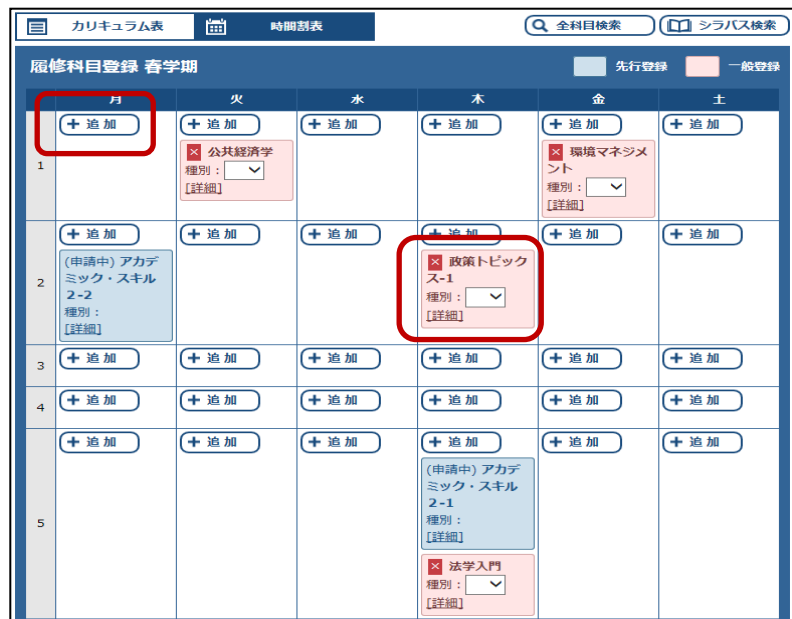 カリキュラム表 時間割表 全科目検索 シラバス検索
履修科目登録 春学期 先行登録 一般登録
月 火 水 木 金 土
＋ 追加 ＋ 追加 ＋ 追加 ＋ 追加 ＋ 追加 ＋ 追加
1
× 公共経済学
種別：
[詳細]
× 環境マネジメ
ント
種別：
[詳細]
＋ 追加 ＋ 追加 ＋ 追加 ＋ 追加 ＋ 追加 ＋ 追加
2
(申請中) アカデ
ミック・スキル
2-2
種別：
[詳細]
× 政策トピック
ス-1
種別：
[詳細]
3 ＋ 追加 ＋ 追加 ＋ 追加 ＋ 追加 ＋ 追加 ＋ 追加
4 ＋ 追加 ＋ 追加 ＋ 追加 ＋ 追加 ＋ 追加 ＋ 追加
＋ 追加 ＋ 追加 ＋ 追加 ＋ 追加 ＋ 追加 ＋ 追加
5
(申請中) アカデ
ミック・スキル
2-1
種別：
[詳細]
× 法学入門
種別：
[詳細]